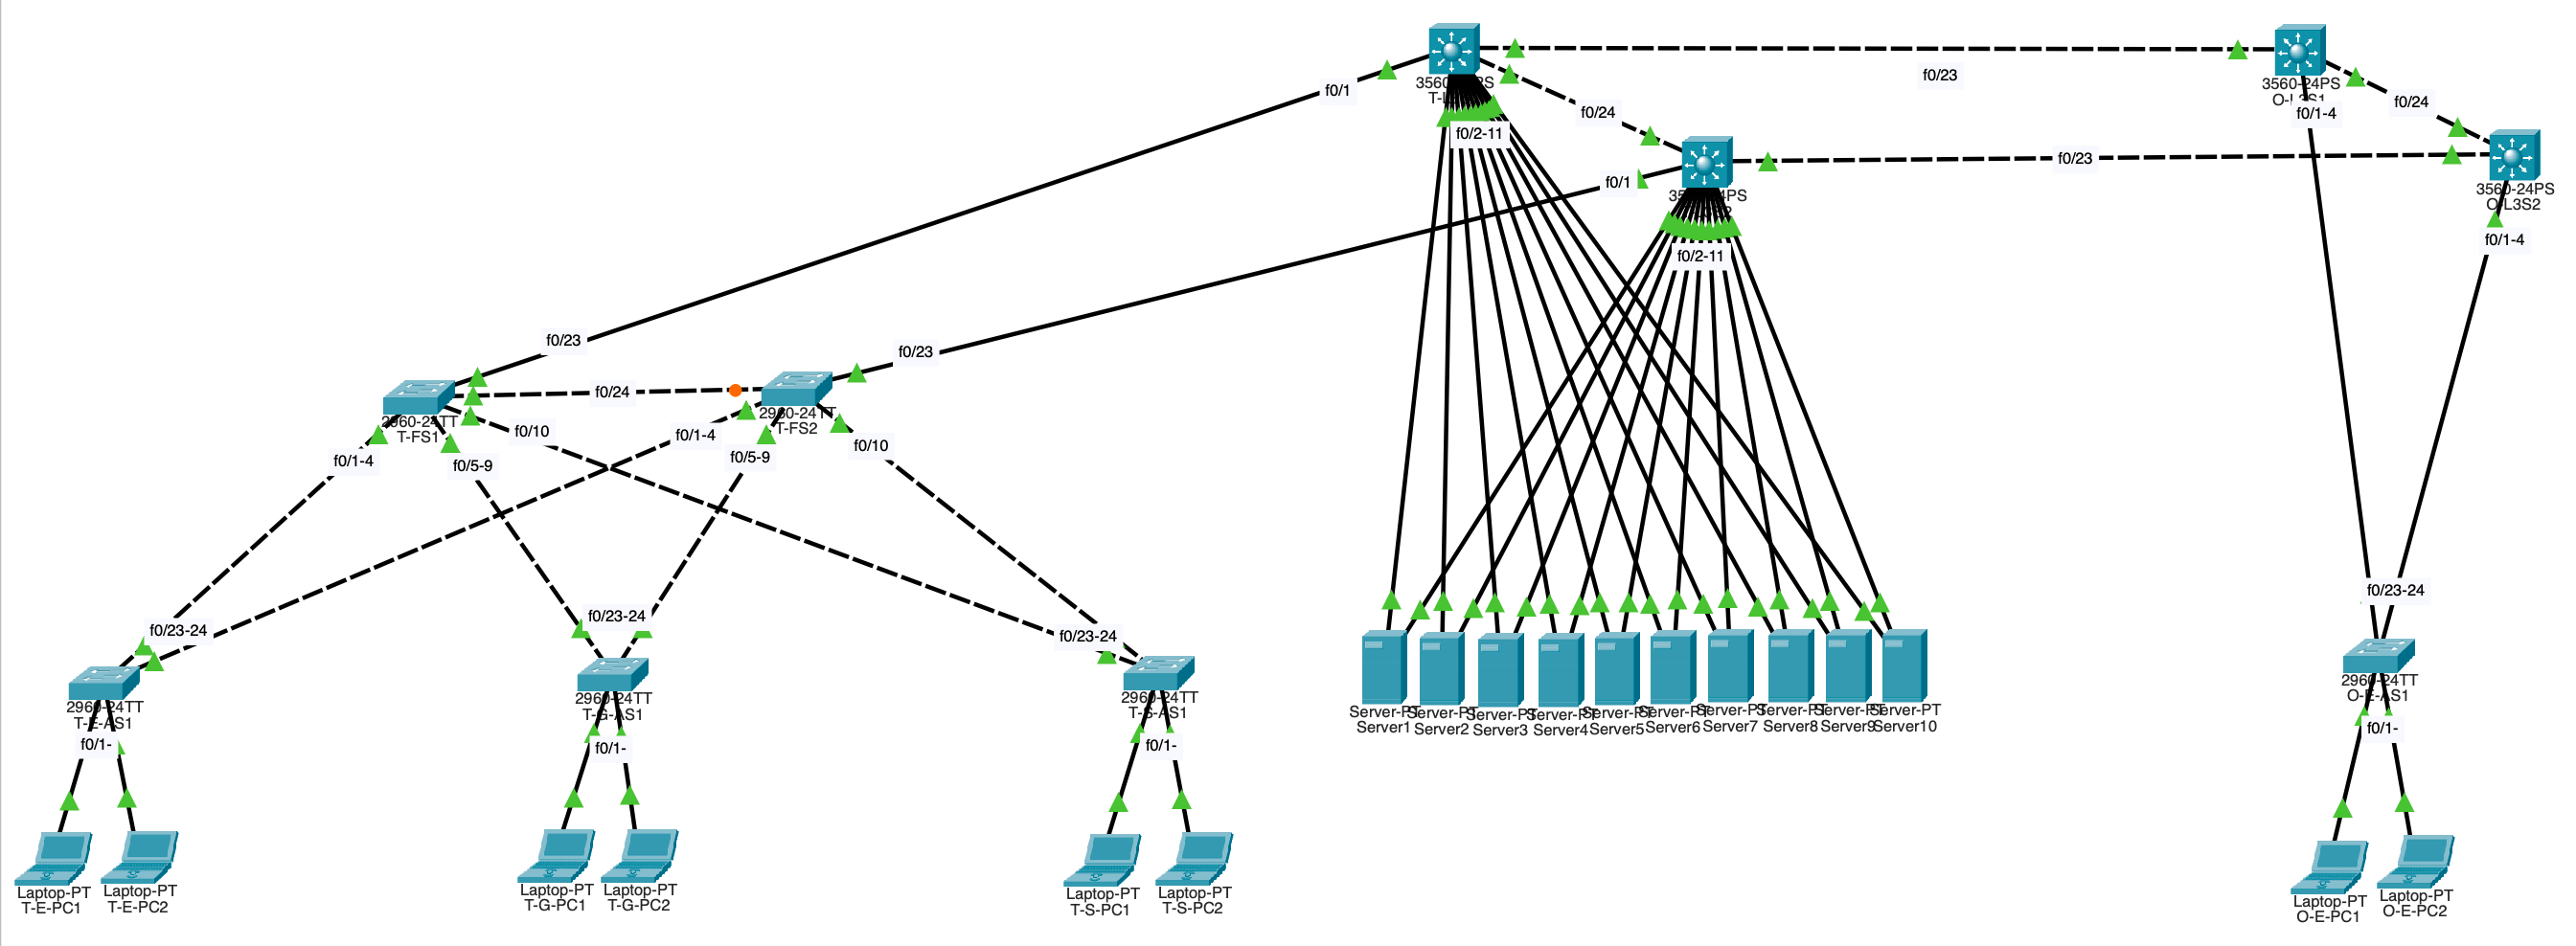 3560-24PS
O-L3S1
f0/1
f0/23
f0/24
f0/24
f0/1-4
f0/2-11
f0/1
f0/23
3560-24PS
O-L3S2
f0/1-4
f0/2-11
f0/23
f0/23
f0/24
2960-24TT
T-FS1
2960-24TT
T-FS2
f0/10
f0/1-4
f0/10
f0/1-4
f0/5-9
f0/5-9
f0/23-24
f0/23-24
f0/23-24
f0/23-24
2960-24TT
T-E-AS1
2960-24TT
T-G-AS1
2960-24TT
T-S-AS1
2960-24TT
O-E-AS1
Server-PT
Server1
Server-PT
Server2
Server-PT
Server3
Server-PT
Server4
Server-PT
Server5
Server-PT
Server6
Server-PT
Server7
Server-PT
Server8
Server-PT
Server9
Server-PT
Server10
f0/1-
f0/1-
f0/1-
f0/1-
Laptop-PT
T-E-PC1
Laptop-PT
T-E-PC2
Laptop-PT
T-G-PC1
Laptop-PT
T-G-PC2
Laptop-PT
T-S-PC1
Laptop-PT
T-S-PC2
Laptop-PT
O-E-PC1
Laptop-PT
O-E-PC2